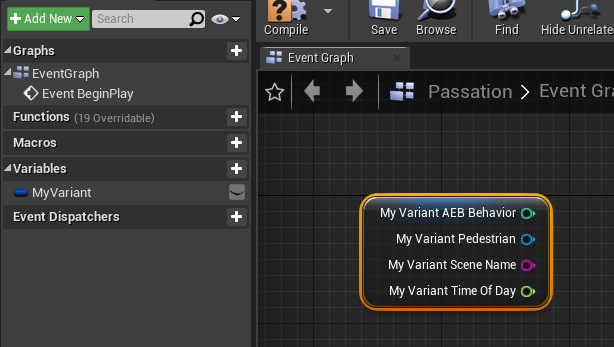 Add New
Search
Compile
Save
Browse
Find
Hide Unrelate
Graphs
EventGraph
Event BeginPlay
Functions (19 Overridable)
Macros
Variables
MyVariant
Event Dispatchers
Event Graph
Passation > Event Gra
My Variant AEB Behavior
My Variant Pedestrian
My Variant Scene Name
My Variant Time Of Day